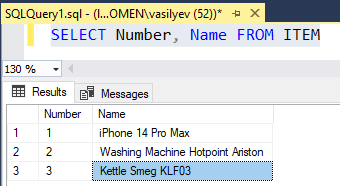 SQLQuery1.sql - (l...OMEN\vasilyev (52))*
SELECT Number, Name FROM ITEM
130 %
Results Messages
Number Name
1 1 iPhone 14 Pro Max
2 2 Washing Machine Hotpoint Ariston
3 3 Kettle Smeg KLF03